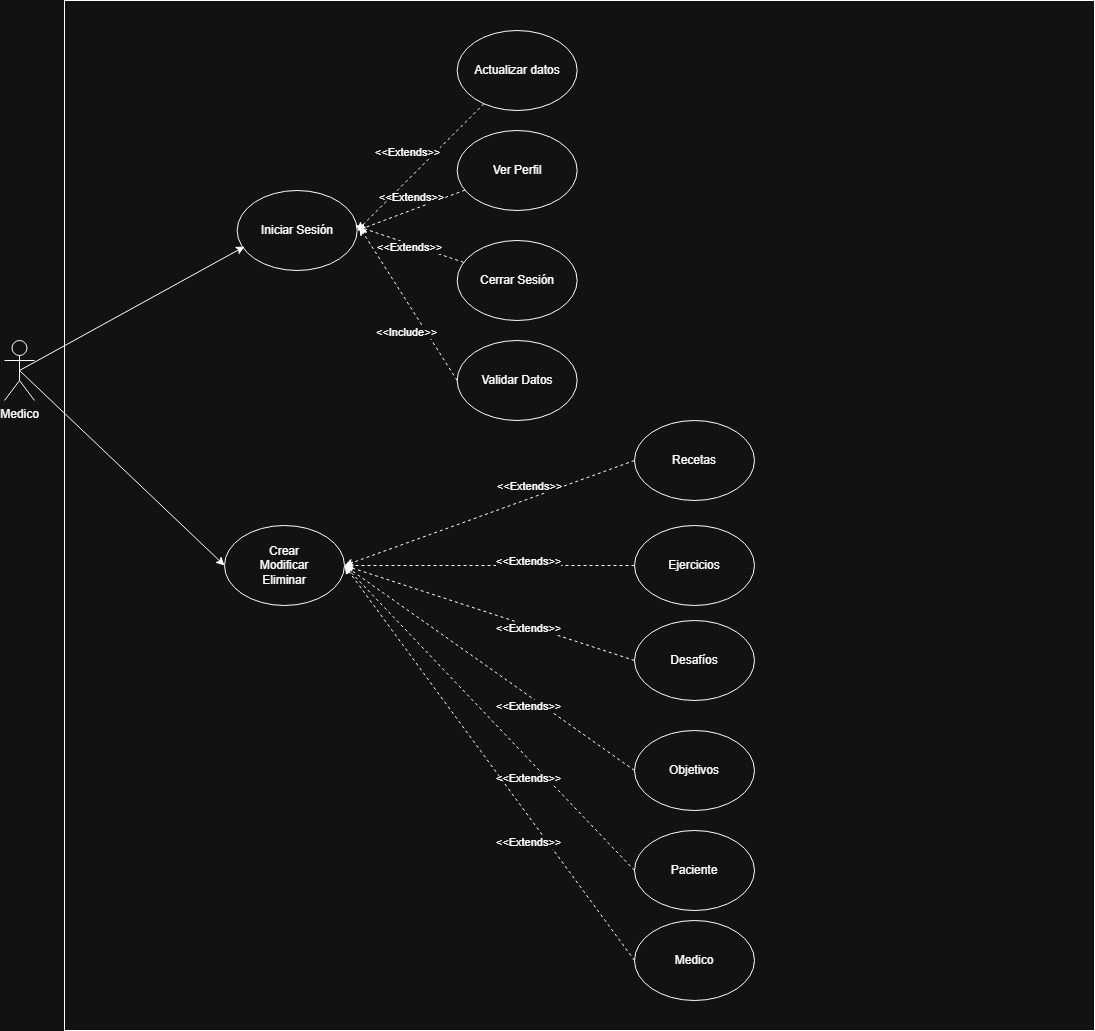 Actualizar datos
<<Extends>>
Ver Perfil
<<Extends>>
Iniciar Sesión
<<Extends>>
Cerrar Sesión
<<Include>>
Validar Datos
Medico
Recetas
<<Extends>>
Crear
Modificar
Eliminar
<<Extends>>
Ejercicios
<<Extends>>
Desafíos
<<Extends>>
Objetivos
<<Extends>>
Paciente
<<Extends>>
Medico